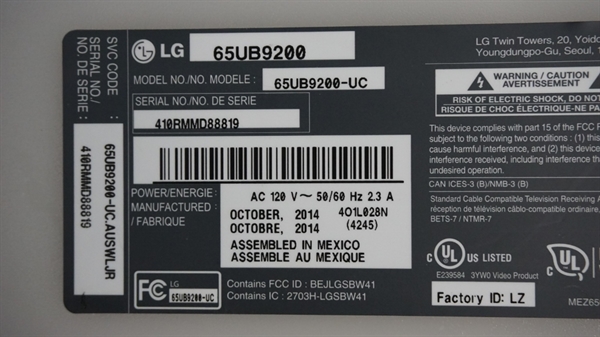 SVC CODE :
SERIAL NO./
NO. DE SERIE :
65UB9200-UC.AUSWLJR
410RMMD88819
LG 65UB9200
MODEL NO./NO. MODELE : 65UB9200-UC
SERIAL NO./NO. DE SERIE
410RMMD88819
POWER/ENERGIE: AC 120 V ~ 50/60 Hz 2.3 A
MANUFACTURED
/ FABRIQUE
OCTOBER, 2014 401L028N
OCTOBRE, 2014 (4245)
ASSEMBLED IN MEXICO
ASSEMBLE AU MEXIQUE
FC LG
65UB9200-UC
Contains FCC ID : BEJLGSBW41
Contains IC : 2703H-LGSBW41
LG Twin Towers, 20, Yoido
Youngdungpo-Gu, Seoul,
WARNING / CAUTION
AVERTISSEMENT
RISK OF ELECTRIC SHOCK, DO NOT
RISQUE DE CHOC ÉLECTRIQUE-NE PA
This device complies with part 15 of the FCC
subject to the following two conditions : (1) this
cause harmful interference, and (2) this device
interference received, including interference
undesired operation.
CAN ICES-3 (B)/NMB-3 (B)
Standard Cable Compatible Television Receiving A
réception de télévision compatible cablo-ordinaire.
BETS-7 / NTMR-7
C UL US LISTED
E239584 3YW0 Video Product
UL US
Factory ID: LZ
MEZ65